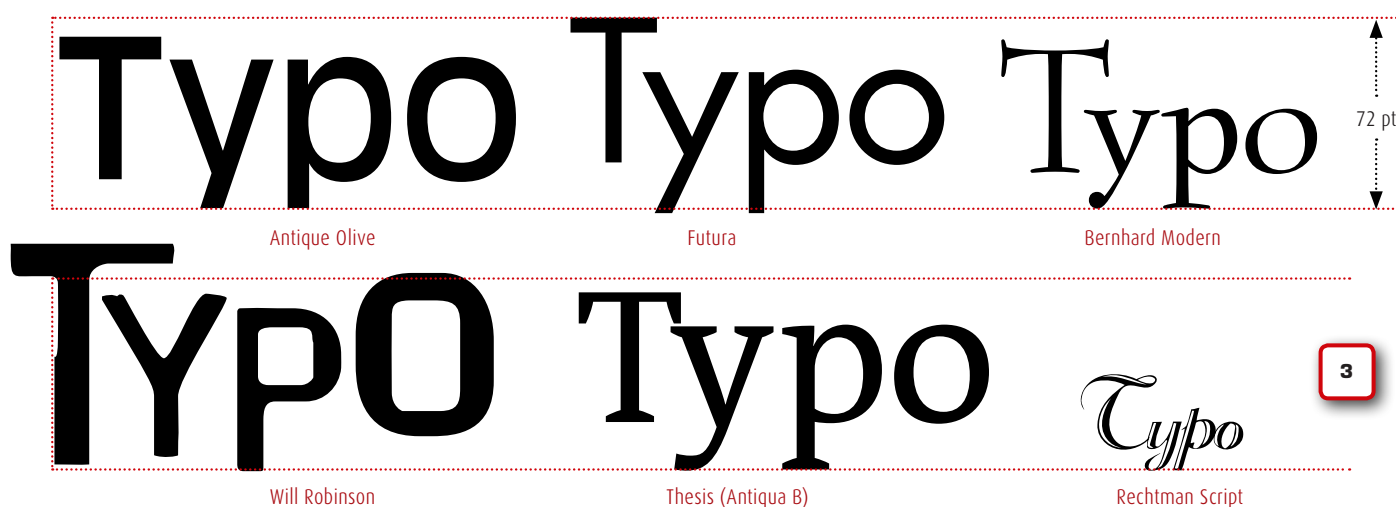 Typo Typo Typo
72 pt
Antique Olive Futura Bernhard Modern
TYPO Typo Typo
3
Will Robinson Thesis (Antiqua B) Rechtman Script